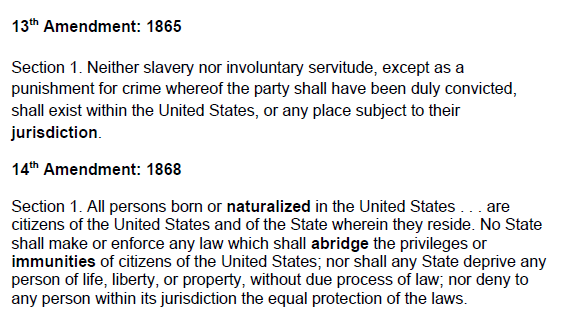 13th Amendment: 1865
Section 1. Neither slavery nor involuntary servitude, except as a
punishment for crime whereof the party shall have been duly convicted,
shall exist within the United States, or any place subject to their
jurisdiction.
14th Amendment: 1868
Section 1. All persons born or naturalized in the United States . . . are
citizens of the United States and of the State wherein they reside. No State
shall make or enforce any law which shall abridge the privileges or
immunities of citizens of the United States; nor shall any State deprive any
person of life, liberty, or property, without due process of law; nor deny to
any person within its jurisdiction the equal protection of the laws.